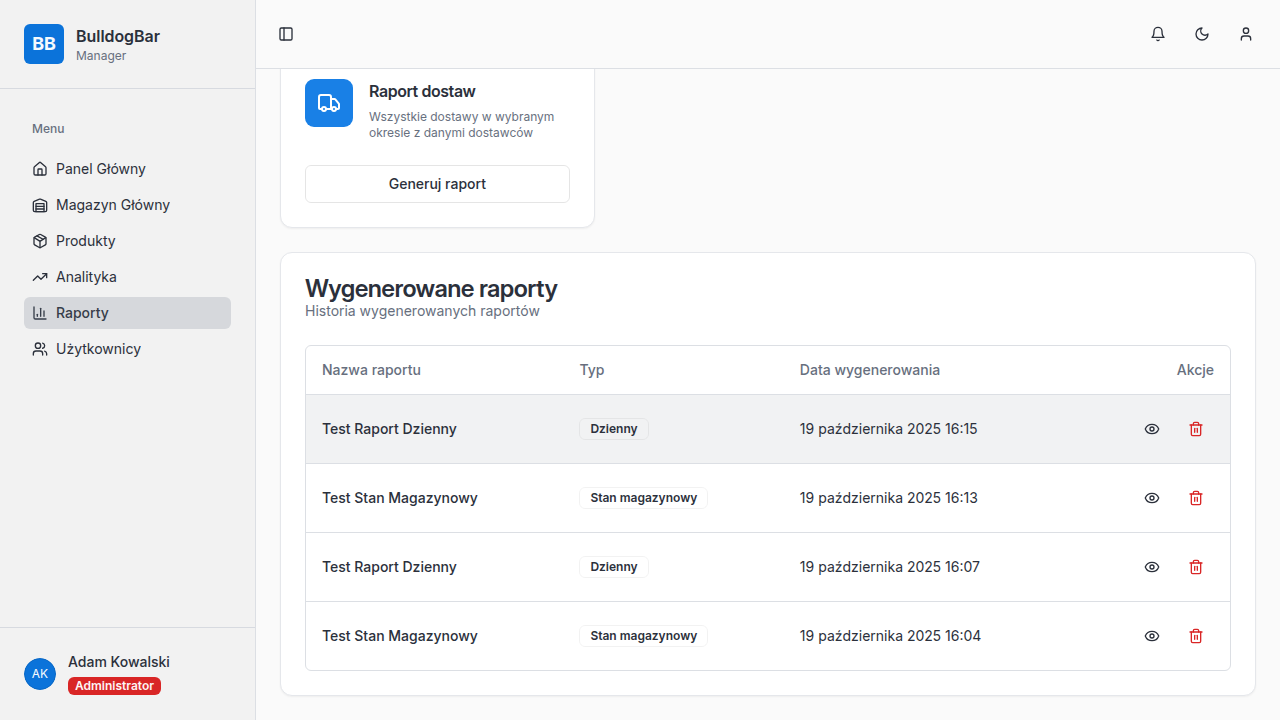 BB
BulldogBar
Manager
Menu
Panel Główny
Magazyn Główny
Produkty
Analityka
Raporty
Użytkownicy
AK
Adam Kowalski
Administrator
Raport dostaw
Wszystkie dostawy w wybranym
okresie z danymi dostawców
Generuj raport
Wygenerowane raporty
Historia wygenerowanych raportów
Nazwa raportu Typ Data wygenerowania Akcje
Test Raport Dzienny Dzienny 19 października 2025 16:15
Test Stan Magazynowy Stan magazynowy 19 października 2025 16:13
Test Raport Dzienny Dzienny 19 października 2025 16:07
Test Stan Magazynowy Stan magazynowy 19 października 2025 16:04